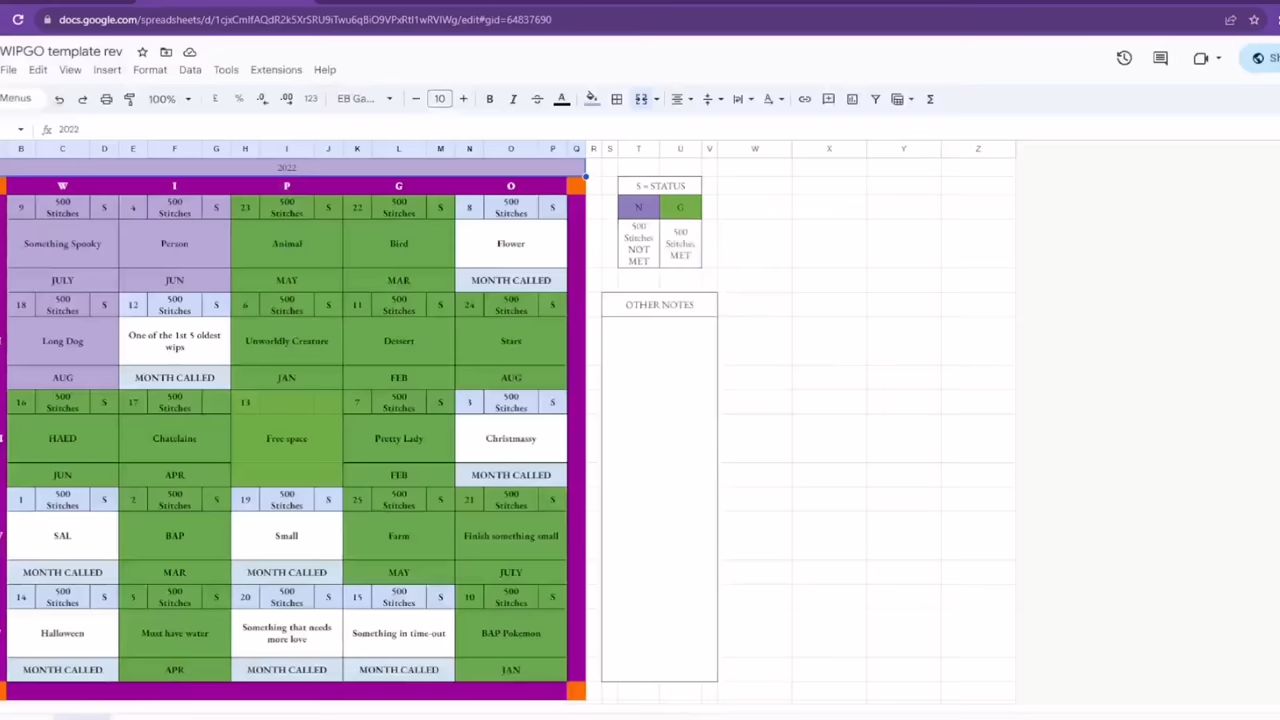 docs.google.com/spreadsheets/d/1cjxCmIfAQdR2k5XrSRU9iTwu6qBiO9VPxRtI1wRVIWg/edit#gid=64837690
WIPGO template rev
File Edit View Insert Format Data Tools Extensions Help
Menus 100% £ % .0 .00 123 EB Ga... 10 B I A
fx 2022
B C D E F G H I J K L M N O P Q R S T U V W X Y Z
2022
W I P G O
S = STATUS
9 500 Stitches S 4 500 Stitches S 23 500 Stitches S 22 500 Stitches S 8 500 Stitches S
N G
Something Spooky Person Animal Bird Flower
500 Stitches NOT MET 500 Stitches MET
JULY JUN MAY MAR MONTH CALLED
18 500 Stitches S 12 500 Stitches S 6 500 Stitches S 11 500 Stitches S 24 500 Stitches S
OTHER NOTES
Long Dog One of the 1st 5 oldest wips Unworldly Creature Dessert Stars
AUG MONTH CALLED JAN FEB AUG
16 500 Stitches S 17 500 Stitches 13 7 500 Stitches S 3 500 Stitches S
HAED Chatelaine Free space Pretty Lady Christmassy
JUN APR FEB MONTH CALLED
1 500 Stitches S 2 500 Stitches S 19 500 Stitches S 25 500 Stitches S 21 500 Stitches S
SAL BAP Small Farm Finish something small
MONTH CALLED MAR MONTH CALLED MAY JULY
14 500 Stitches S 5 500 Stitches S 20 500 Stitches S 15 500 Stitches S 10 500 Stitches S
Halloween Must have water Something that needs more love Something in time-out BAP Pokemon
MONTH CALLED APR MONTH CALLED MONTH CALLED JAN